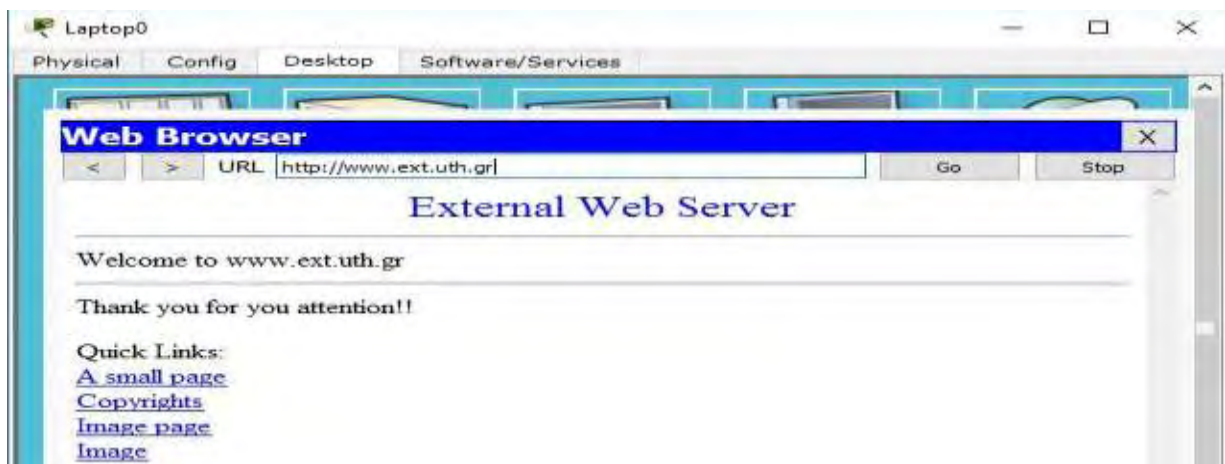 Laptop0
Physical Config Desktop Software/Services
Web Browser X
< > URL http://www.ext.uth.gr Go Stop
External Web Server
Welcome to www.ext.uth.gr
Thank you for you attention!!
Quick Links:
A small page
Copyrights
Image page
Image